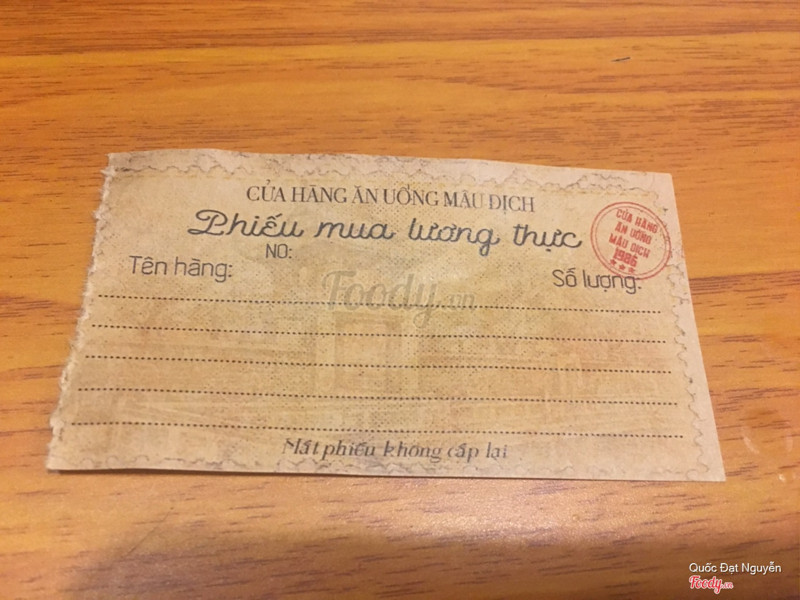 CỬA HÀNG ĂN UỐNG MẬU DỊCH
Phiếu mua lương thực
NO:
Tên hàng:
Số lượng:
CỬA HÀNG
ĂN UỐNG
MẬU DỊCH
1986
Foody.vn
Mất phiếu không cấp lại
Quốc Đạt Nguyễn
Foody.vn